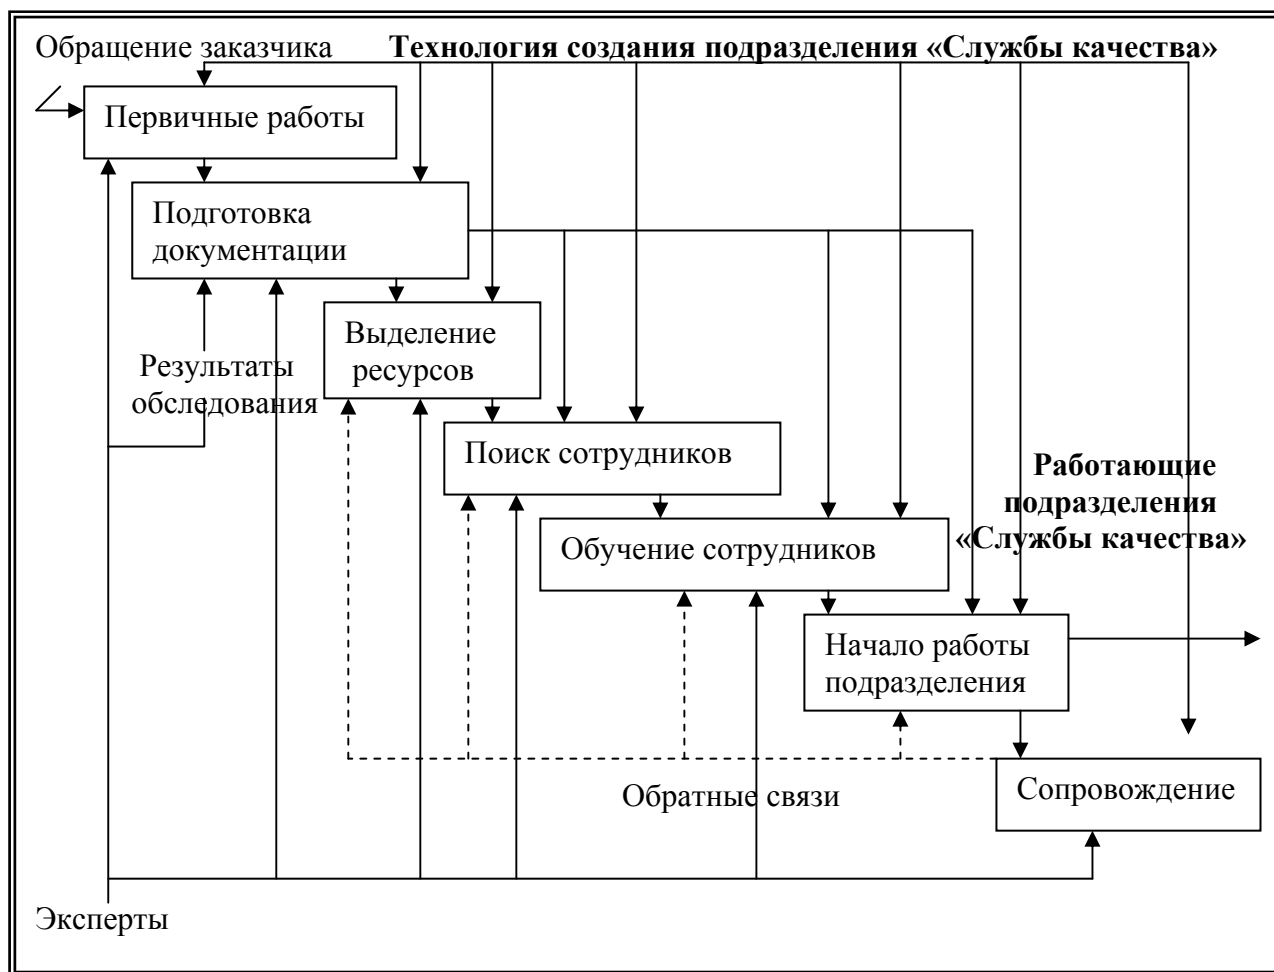 Обращение заказчика
Технология создания подразделения «Службы качества»
Первичные работы
Подготовка
документации
Выделение
ресурсов
Результаты
обследования
Поиск сотрудников
Работающие
подразделения
«Службы качества»
Обучение сотрудников
Начало работы
подразделения
Обратные связи
Сопровождение
Эксперты